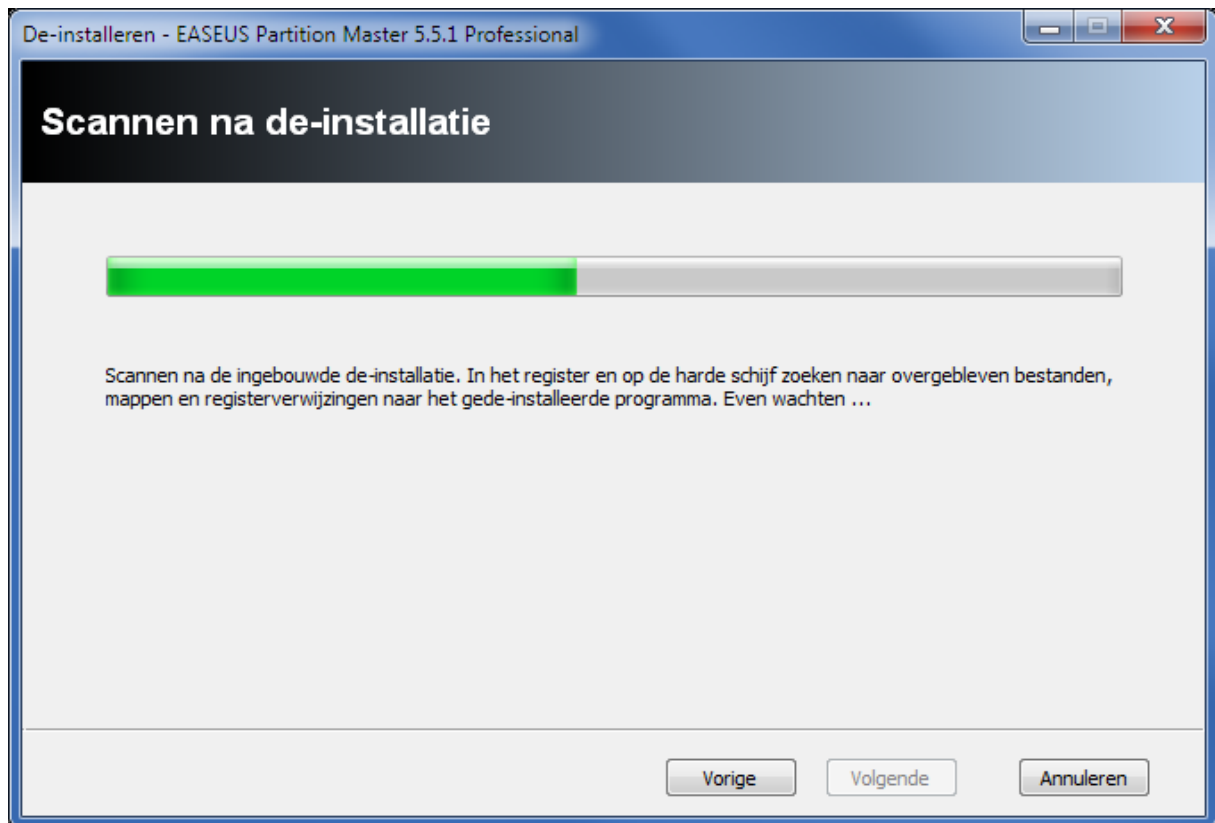 De-installeren - EASEUS Partition Master 5.5.1 Professional
Scannen na de-installatie
Scannen na de ingebouwde de-installatie. In het register en op de harde schijf zoeken naar overgebleven bestanden,
mappen en registerverwijzingen naar het gede-installeerde programma. Even wachten ...
Vorige
Volgende
Annuleren